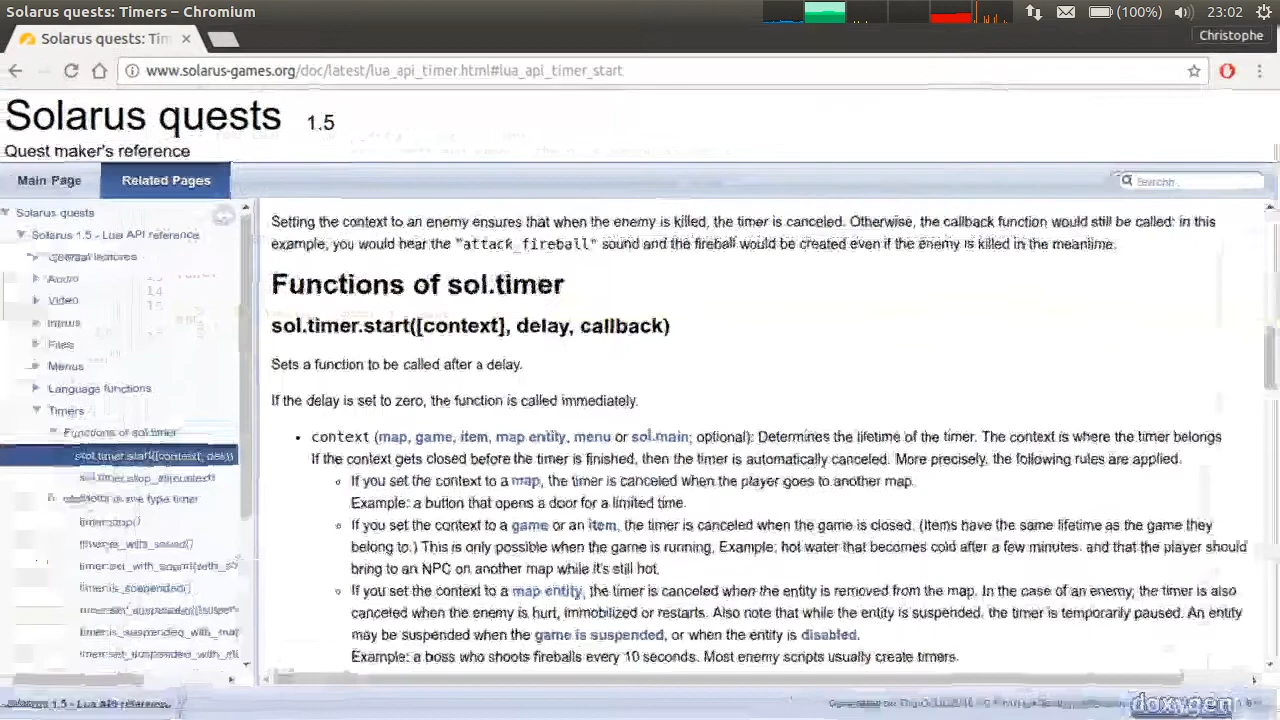 Solarus quests: Timers – Chromium
(100%) 23:02
Solarus quests: Tim
Christophe
www.solarus-games.org/doc/latest/lua_api_timer.html#lua_api_timer_start
Solarus quests 1.5
Quest maker's reference
Main Page
Related Pages
Solarus quests
Solarus 1.5 - Lua API reference
General features
Audio
Video
Inputs
Files
Menus
Language functions
Timers
Functions of sol.timer
sol.timer.start([context], del
timer:stop()
timer:is_with_sound()
timer:is_suspended()
Setting the context to an enemy ensures that when the enemy is killed, the timer is canceled. Otherwise, the callback function would still be called: in this
example, you would hear the "attack_fireball" sound and the fireball would be created even if the enemy is killed in the meantime.
Functions of sol.timer
sol.timer.start([context], delay, callback)
Sets a function to be called after a delay.
If the delay is set to zero, the function is called immediately.
• context (map, game, item, map entity, menu or sol.main; optional): Determines the lifetime of the timer. The context is where the timer belongs
If the context gets closed before the timer is finished, then the timer is automatically canceled. More precisely, the following rules are applied.
If you set the context to a map, the timer is canceled when the player goes to another map.
Example: a button that opens a door for a limited time.
If you set the context to a game or an item, the timer is canceled when the game is closed. (Items have the same lifetime as the game they
belong to.) This is only possible when the game is running. Example: hot water that becomes cold after a few minutes, and that the player should
bring to an NPC on another map while it's still hot.
If you set the context to a map entity, the timer is canceled when the entity is removed from the map. In the case of an enemy, the timer is also
canceled when the enemy is hurt, immobilized or restarts. Also note that while the entity is suspended, the timer is temporarily paused. An entity
may be suspended when the game is suspended, or when the entity is disabled.
Example: a boss who shoots fireballs every 10 seconds. Most enemy scripts usually create timers.
Solarus 1.5 - Lua API reference
doxygen